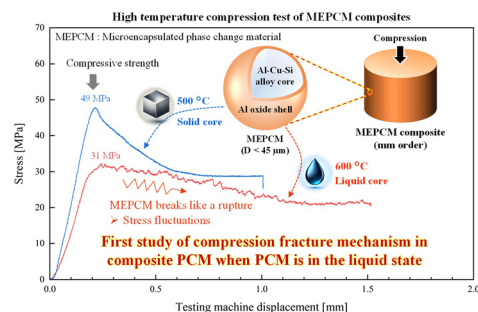 High temperature compression test of MEPCM composites
MEPCM : Microencapsulated phase change material
Compression
Compressive strength
49 MPa
500 °C
Solid core
Al-Cu-Si
alloy core
Al oxide shell
MEPCM
(D < 45 μm)
MEPCM composite
(mm order)
600 °C
Liquid core
31 MPa
MEPCM breaks like a rupture
➢ Stress fluctuations
First study of compression fracture mechanism in
composite PCM when PCM is in the liquid state
Stress [MPa]
70
60
50
40
30
20
10
0
0.0
0.5
1.0
1.5
2.0
Testing machine displacement [mm]